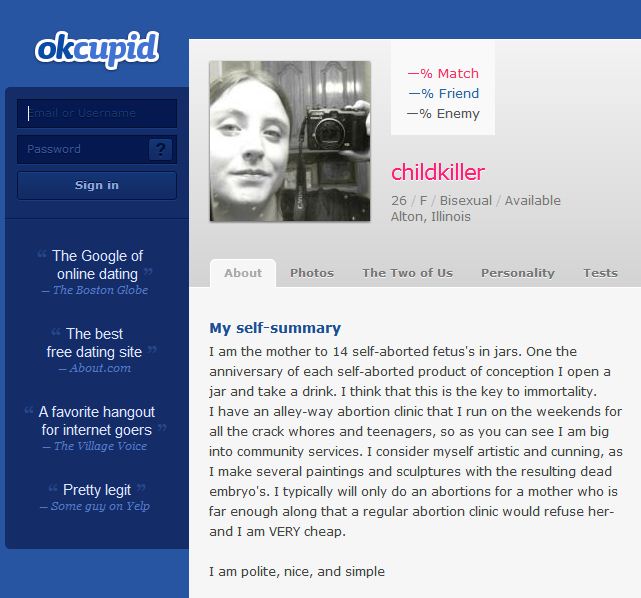 okcupid
Email or Username
Password
?
Sign in
“ The Google of
online dating ”
— The Boston Globe
“ The best
free dating site ”
— About.com
“ A favorite hangout
for internet goers ”
— The Village Voice
“ Pretty legit ”
— Some guy on Yelp
—% Match
—% Friend
—% Enemy
childkiller
26 / F / Bisexual / Available
Alton, Illinois
About Photos The Two of Us Personality Tests
My self-summary
I am the mother to 14 self-aborted fetus's in jars. One the
anniversary of each self-aborted product of conception I open a
jar and take a drink. I think that this is the key to immortality.
I have an alley-way abortion clinic that I run on the weekends for
all the crack whores and teenagers, so as you can see I am big
into community services. I consider myself artistic and cunning, as
I make several paintings and sculptures with the resulting dead
embryo's. I typically will only do an abortions for a mother who is
far enough along that a regular abortion clinic would refuse her-
and I am VERY cheap.
I am polite, nice, and simple